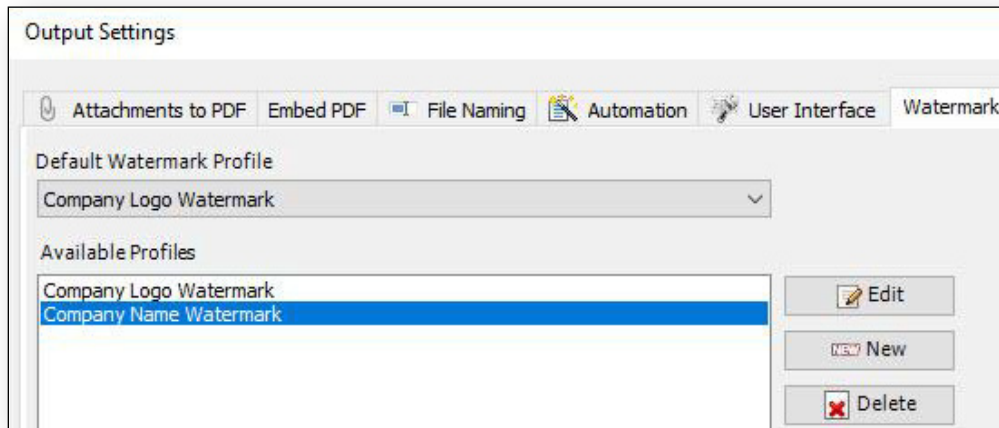 Output Settings
Attachments to PDF Embed PDF File Naming Automation User Interface Watermark
Default Watermark Profile
Company Logo Watermark
Available Profiles
Company Logo Watermark
Company Name Watermark
Edit
NEW New
Delete